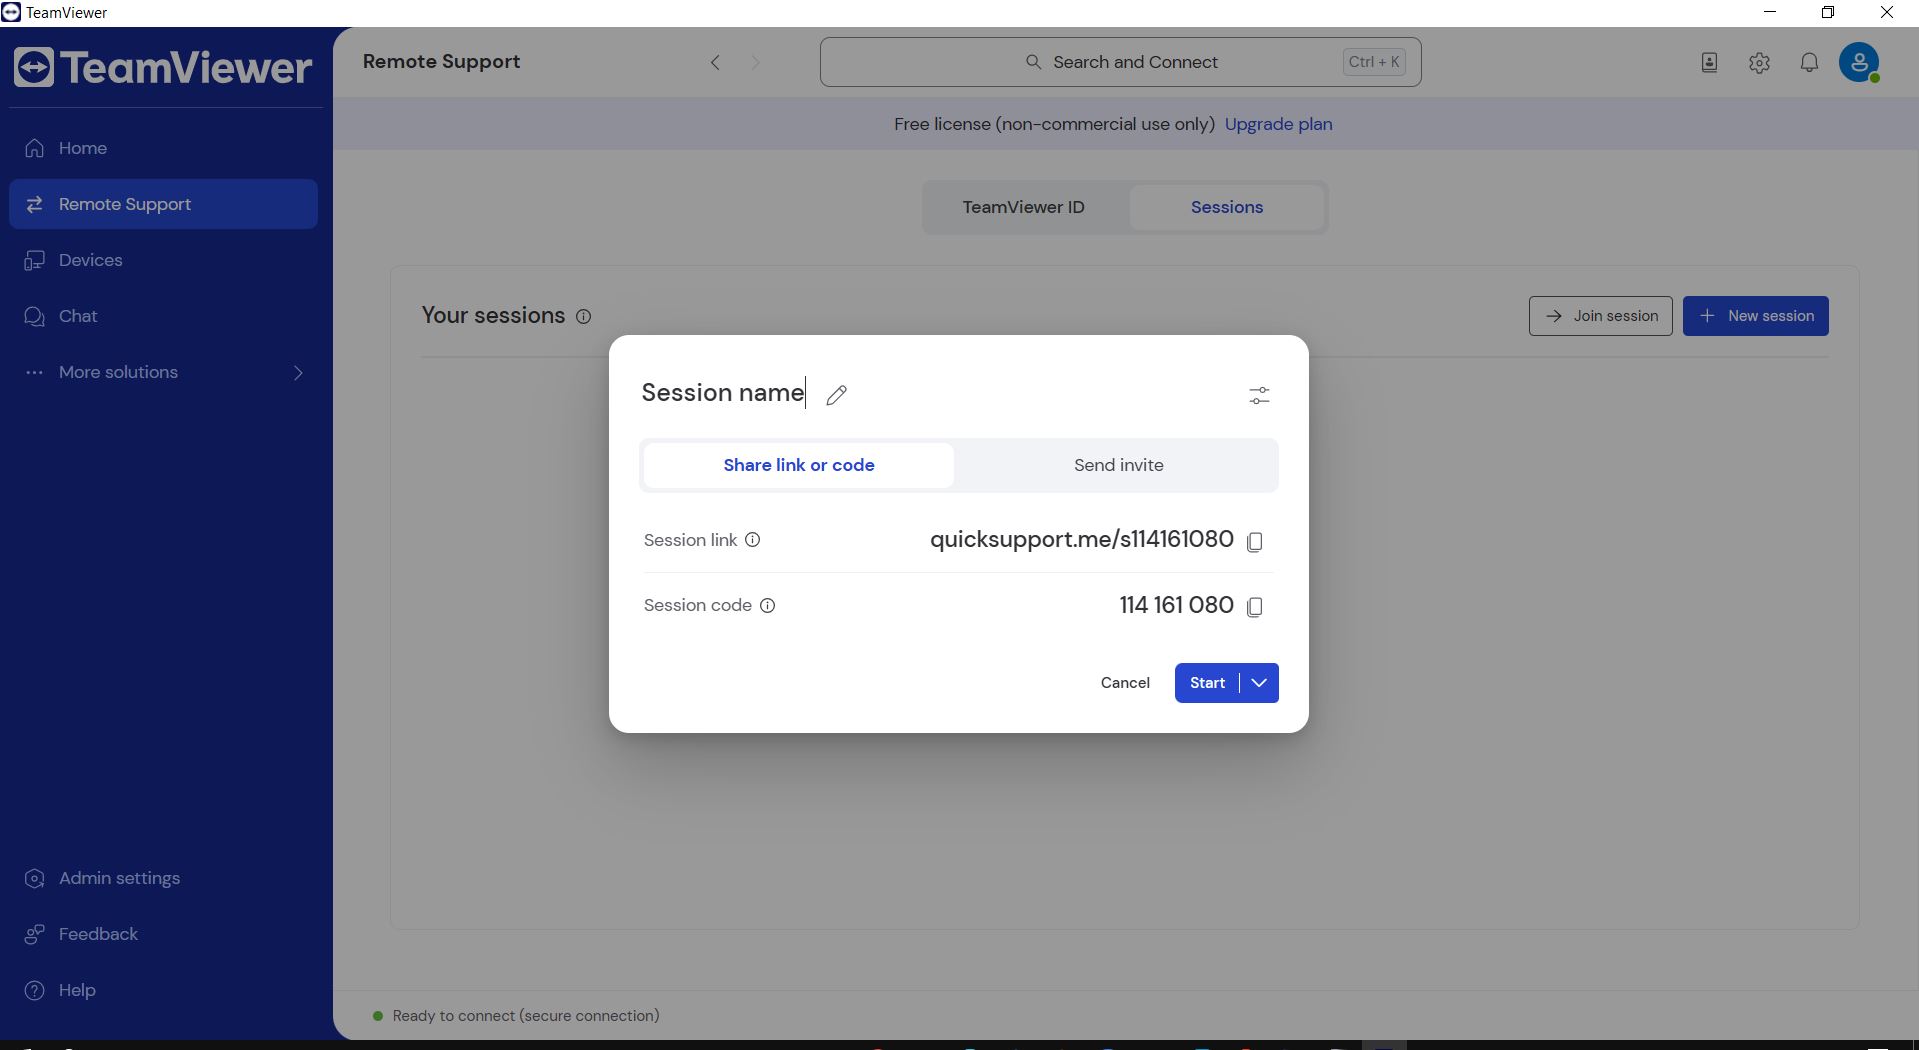 TeamViewer
TeamViewer
Home
Remote Support
Devices
Chat
More solutions
Admin settings
Feedback
Help
Remote Support
Search and Connect
Ctrl + K
Free license (non-commercial use only) Upgrade plan
TeamViewer ID
Sessions
Your sessions
Join session
New session
Session name
Share link or code
Send invite
Session link
quicksupport.me/s114161080
Session code
114 161 080
Cancel
Start
Ready to connect (secure connection)